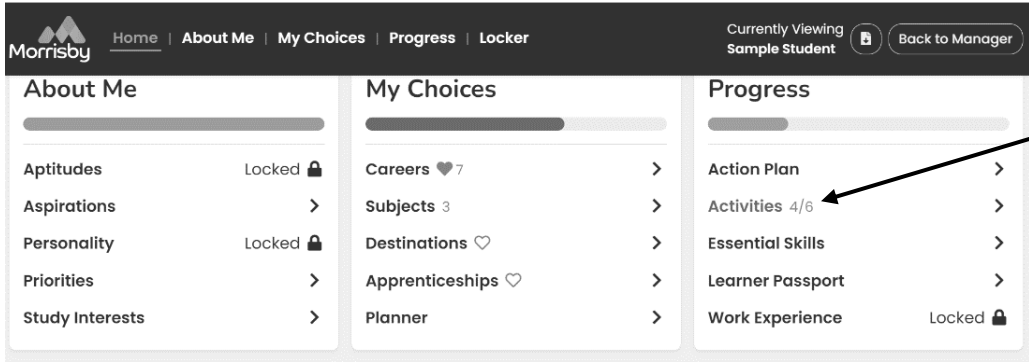 Morrisby
Home | About Me | My Choices | Progress | Locker
Currently Viewing
Sample Student
Back to Manager
About Me
Aptitudes Locked
Aspirations
Personality Locked
Priorities
Study Interests
My Choices
Careers 7
Subjects 3
Destinations
Apprenticeships
Planner
Progress
Action Plan
Activities 4/6
Essential Skills
Learner Passport
Work Experience Locked